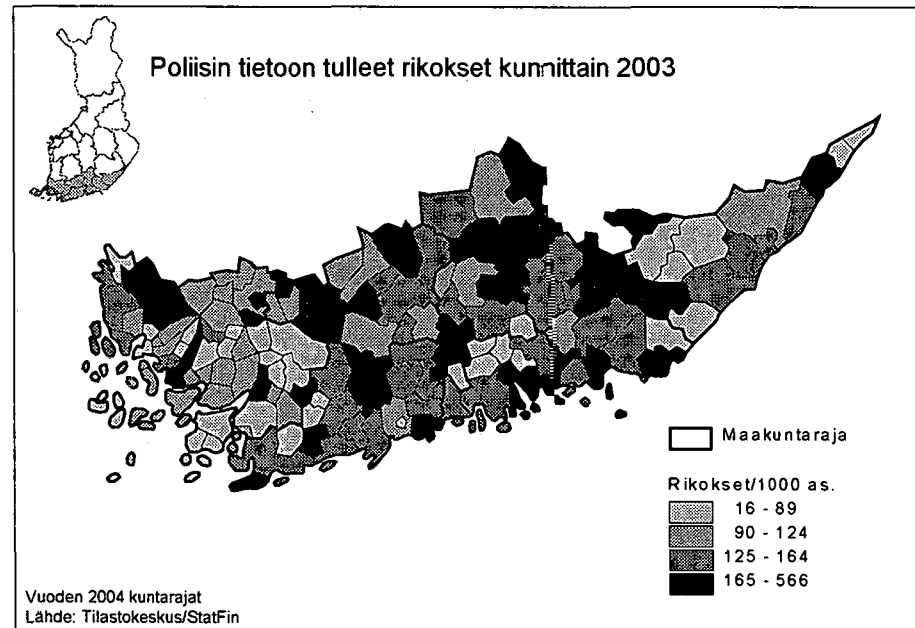 Poliisin tietoon tulleet rikokset kunnittain 2003
Maakuntaraja
Rikokset/1000 as.
16 - 89
90 - 124
125 - 164
165 - 566
Vuoden 2004 kuntarajat
Lähde: Tilastokeskus/StatFin